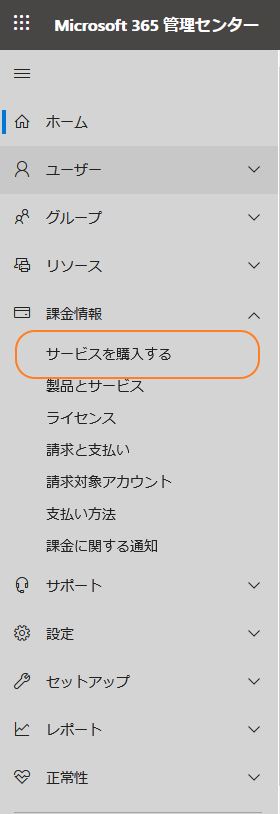 Microsoft 365 管理センター
ホーム
ユーザー
グループ
リソース
課金情報
サービスを購入する
製品とサービス
ライセンス
請求と支払い
請求対象アカウント
支払い方法
課金に関する通知
サポート
設定
セットアップ
レポート
正常性